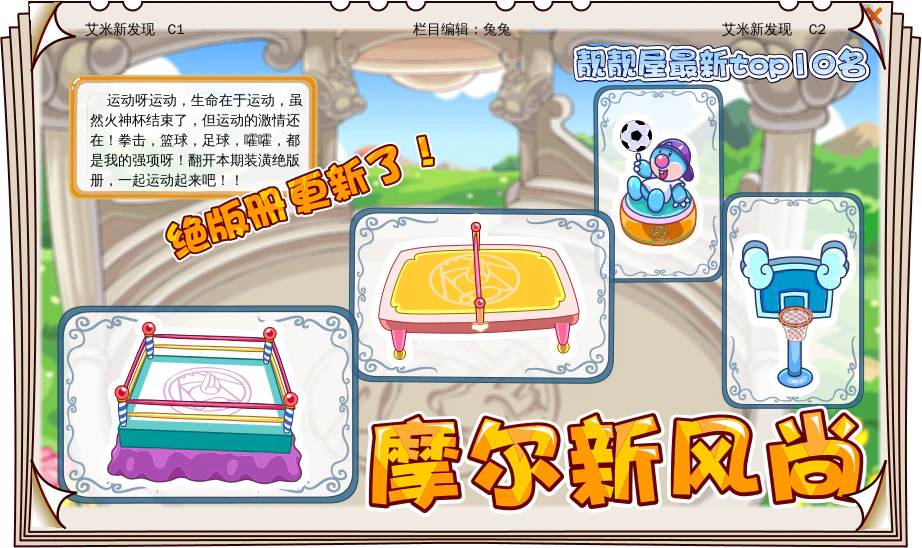 艾米新发现 C1
栏目编辑：兔兔
艾米新发现 C2
靓靓屋最新top10名
运动呀运动，生命在于运动，虽
然火神杯结束了，但运动的激情还
在！拳击，篮球，足球，嚯嚯，都
是我的强项呀！翻开本期装潢绝版
册，一起运动起来吧！！
绝版册更新了！
摩尔新风尚